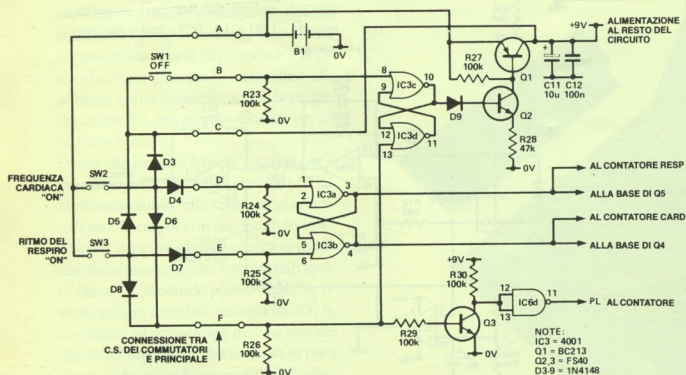 A
B1
0V
SW1
OFF
B
R23
100k
0V
C
D3
FREQUENZA
CARDIACA
"ON"
SW2
D4
D
R24
100k
0V
D5
D6
RITMO DEL
RESPIRO
"ON"
SW3
D7
E
R25
100k
0V
D8
CONNESSIONE TRA
C.S. DEI COMMUTATORI
E PRINCIPALE
F
R26
100k
0V
8
9
IC3c
10
12
13
IC3d
11
D9
R27
100k
Q1
Q2
R28
47k
0V
+9V
ALIMENTAZIONE
AL RESTO DEL
CIRCUITO
+
C11
10u
C12
100n
0V
1
2
IC3a
3
5
6
IC3b
4
AL CONTATORE RESP
ALLA BASE DI Q5
AL CONTATORE CARD
ALLA BASE DI Q4
+9V
R30
100k
R29
100k
Q3
0V
12
13
IC6d
11
PL AL CONTATORE
NOTE:
IC3 = 4001
Q1 = BC213
Q2,3 = FS40
D3-9 = 1N4148